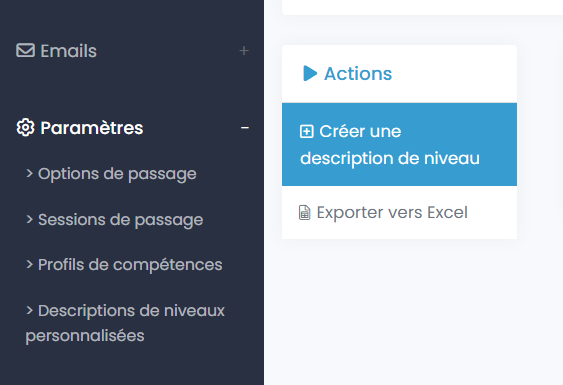 Emails +
Paramètres -
> Options de passage
> Sessions de passage
> Profils de compétences
> Descriptions de niveaux
personnalisées
Actions
Créer une
description de niveau
Exporter vers Excel